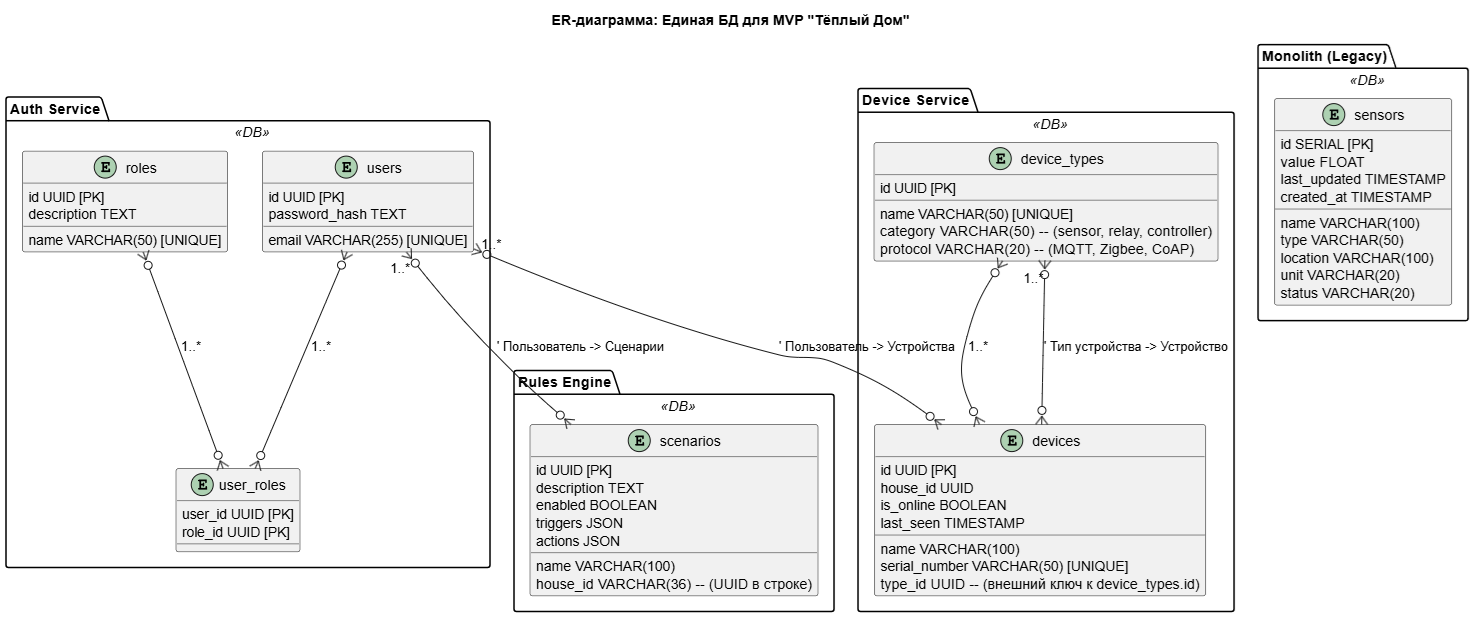 ER-диаграмма: Единая БД для MVP "Тёплый Дом"
Auth Service
«DB»
E roles
id UUID [PK]
description TEXT
name VARCHAR(50) [UNIQUE]
E users
id UUID [PK]
password_hash TEXT
email VARCHAR(255) [UNIQUE]
1..*
1..*
1..*
1..*
E user_roles
user_id UUID [PK]
role_id UUID [PK]
' Пользователь -> Сценарии
' Пользователь -> Устройства
Rules Engine
«DB»
E scenarios
id UUID [PK]
description TEXT
enabled BOOLEAN
triggers JSON
actions JSON
name VARCHAR(100)
house_id VARCHAR(36) -- (UUID в строке)
Device Service
«DB»
E device_types
id UUID [PK]
name VARCHAR(50) [UNIQUE]
category VARCHAR(50) -- (sensor, relay, controller)
protocol VARCHAR(20) -- (MQTT, Zigbee, CoAP)
1..*
1..*
' Тип устройства -> Устройство
E devices
id UUID [PK]
house_id UUID
is_online BOOLEAN
last_seen TIMESTAMP
name VARCHAR(100)
serial_number VARCHAR(50) [UNIQUE]
type_id UUID -- (внешний ключ к device_types.id)
Monolith (Legacy)
«DB»
E sensors
id SERIAL [PK]
value FLOAT
last_updated TIMESTAMP
created_at TIMESTAMP
name VARCHAR(100)
type VARCHAR(50)
location VARCHAR(100)
unit VARCHAR(20)
status VARCHAR(20)